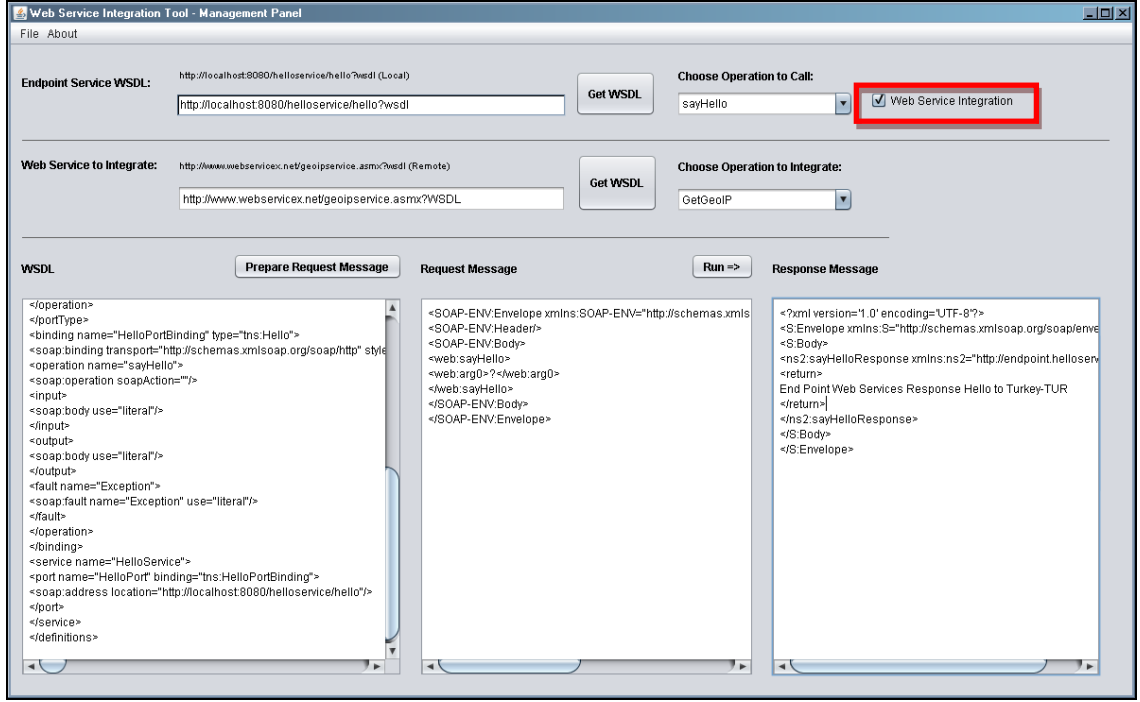 Web Service Integration Tool - Management Panel
File About
Endpoint Service WSDL:
http://localhost:8080/helloservice/hello?wsdl (Local)
http://localhost:8080/helloservice/hello?wsdl
Get WSDL
Choose Operation to Call:
sayHello
Web Service Integration
Web Service to Integrate:
http://www.webservicex.net/geoipservice.asmx?wsdl (Remote)
http://www.webservicex.net/geoipservice.asmx?WSDL
Get WSDL
Choose Operation to Integrate:
GetGeoIP
WSDL
Prepare Request Message
Request Message
Run =>
Response Message
</operation>
</portType>
<binding name="HelloPortBinding" type="tns:Hello">
<soap:binding transport="http://schemas.xmlsoap.org/soap/http" style
<operation name="sayHello">
<soap:operation soapAction=""/>
<input>
<soap:body use="literal"/>
</input>
<output>
<soap:body use="literal"/>
</output>
<fault name="Exception">
<soap:fault name="Exception" use="literal"/>
</fault>
</operation>
</binding>
<service name="HelloService">
<port name="HelloPort" binding="tns:HelloPortBinding">
<soap:address location="http://localhost:8080/helloservice/hello"/>
</port>
</service>
</definitions>
<SOAP-ENV:Envelope xmlns:SOAP-ENV="http://schemas.xmls
<SOAP-ENV:Header/>
<SOAP-ENV:Body>
<web:sayHello>
<web:arg0>?</web:arg0>
</web:sayHello>
</SOAP-ENV:Body>
</SOAP-ENV:Envelope>
<?xml version='1.0' encoding='UTF-8'?>
<S:Envelope xmlns:S="http://schemas.xmlsoap.org/soap/enve
<S:Body>
<ns2:sayHelloResponse xmlns:ns2="http://endpoint.helloserv
<return>
End Point Web Services Response Hello to Turkey-TUR
</return>
</ns2:sayHelloResponse>
</S:Body>
</S:Envelope>